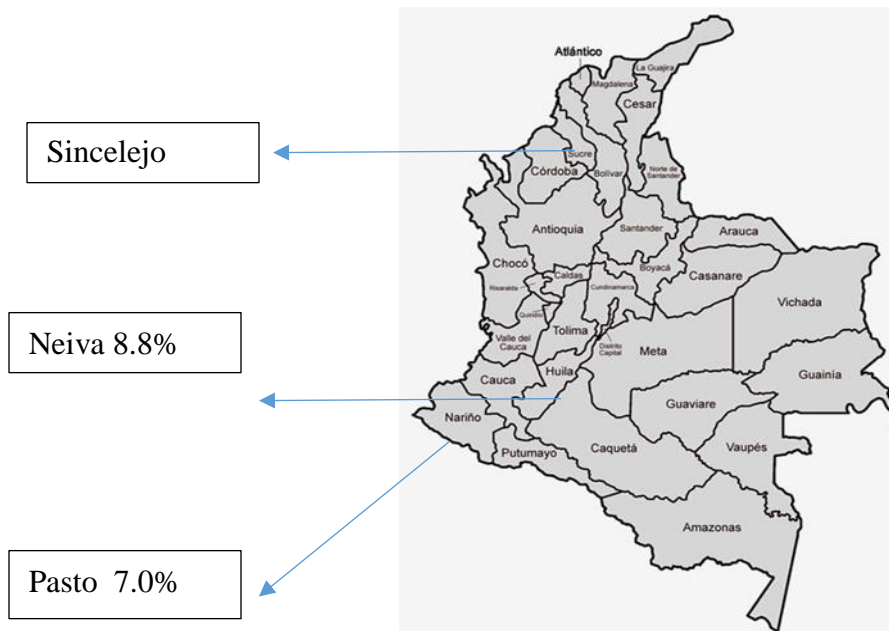 Sincelejo
Neiva 8.8%
Pasto 7.0%
Atlántico
La Guajira
Magdalena
Cesar
Sucre
Córdoba
Bolívar
Norte de
Santander
Antioquía
Santander
Arauca
Chocó
Boyacá
Casanare
Caldas
Risaralda
Cundinamarca
Vichada
Quindío
Valle del
Cauca
Tolima
Distrito
Capital
Meta
Huila
Cauca
Guainía
Guaviare
Nariño
Caquetá
Vaupés
Putumayo
Amazonas